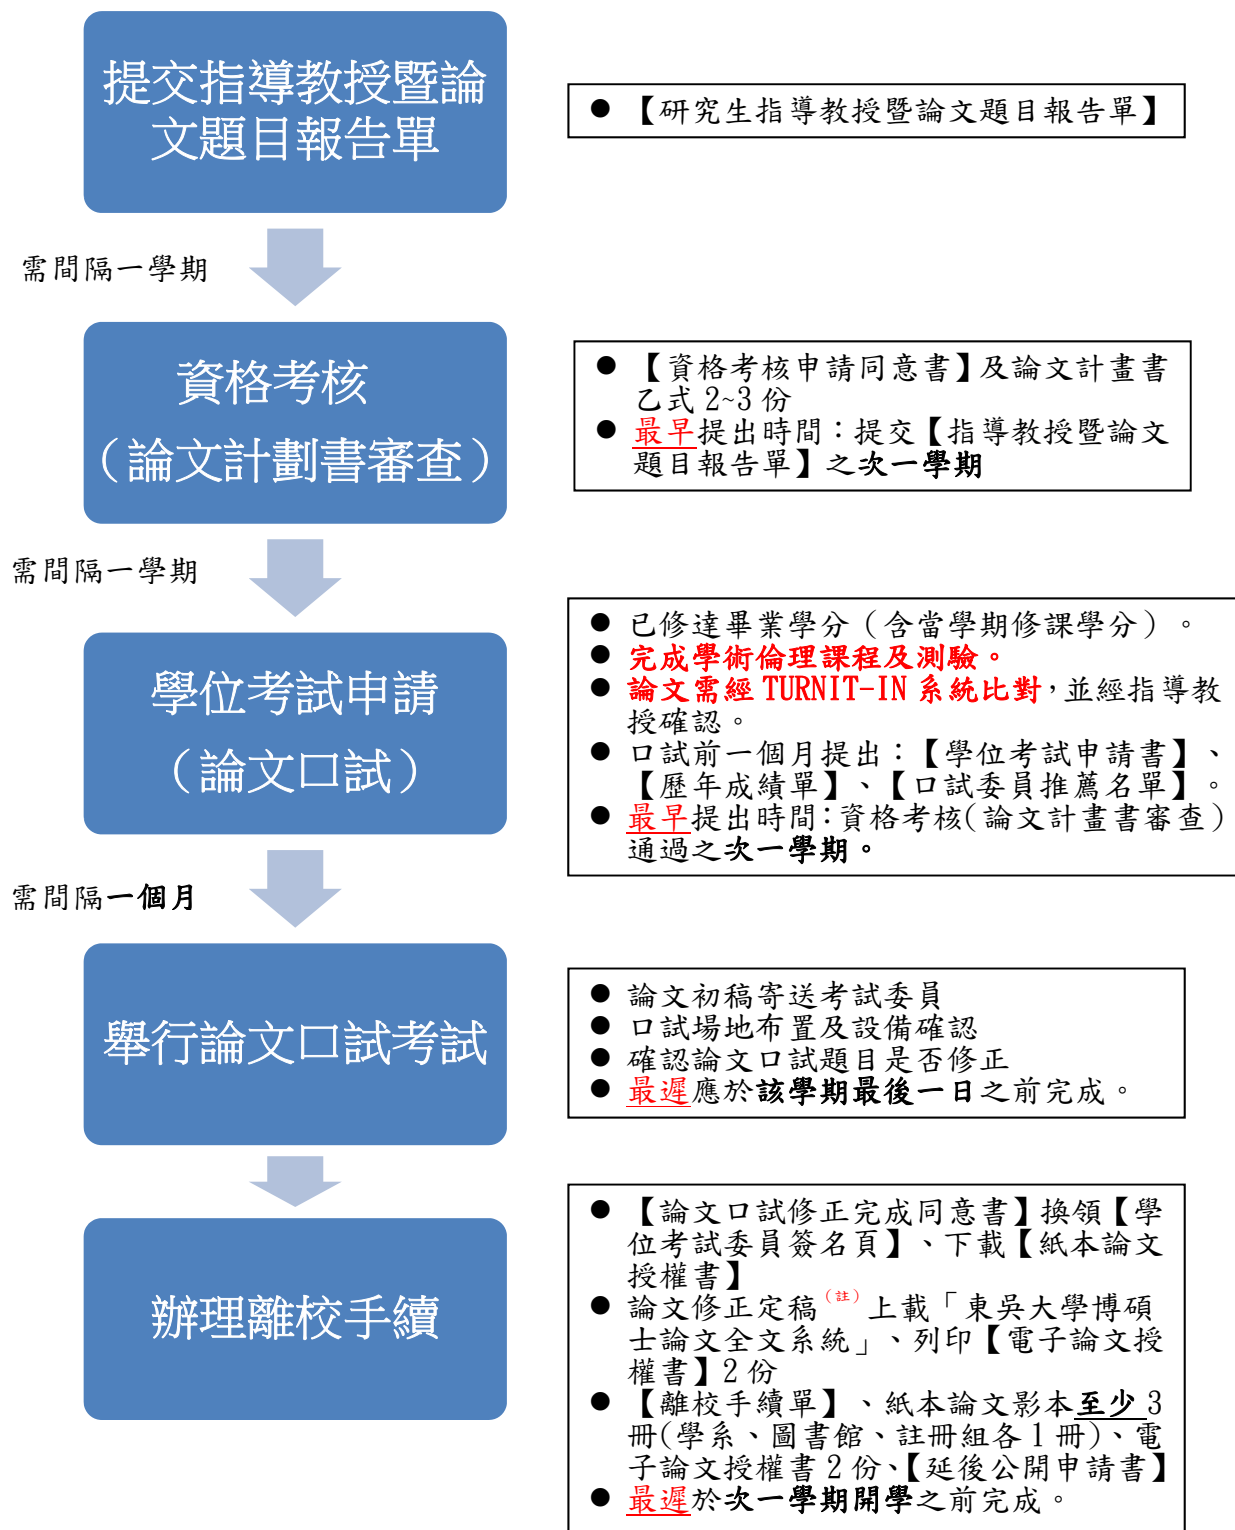 提交指導教授暨論
文題目報告單
● 【研究生指導教授暨論文題目報告單】
需間隔一學期
資格考核
（論文計劃書審查）
● 【資格考核申請同意書】及論文計畫書
乙式 2~3 份
● 最早提出時間：提交【指導教授暨論文
題目報告單】之次一學期
需間隔一學期
學位考試申請
（論文口試）
● 已修達畢業學分（含當學期修課學分）。
● 完成學術倫理課程及測驗。
● 論文需經 TURNIT-IN 系統比對，並經指導教
授確認。
● 口試前一個月提出：【學位考試申請書】、
【歷年成績單】、【口試委員推薦名單】。
● 最早提出時間：資格考核(論文計畫書審查)
通過之次一學期。
需間隔一個月
舉行論文口試考試
● 論文初稿寄送考試委員
● 口試場地布置及設備確認
● 確認論文口試題目是否修正
● 最遲應於該學期最後一日之前完成。
辦理離校手續
● 【論文口試修正完成同意書】換領【學
位考試委員簽名頁】、下載【紙本論文
授權書】
● 論文修正定稿（註）上載「東吳大學博碩
士論文全文系統」、列印【電子論文授
權書】2 份
● 【離校手續單】、紙本論文影本至少 3
冊(學系、圖書館、註冊組各 1 冊)、電
子論文授權書 2 份、【延後公開申請書】
● 最遲於次一學期開學之前完成。